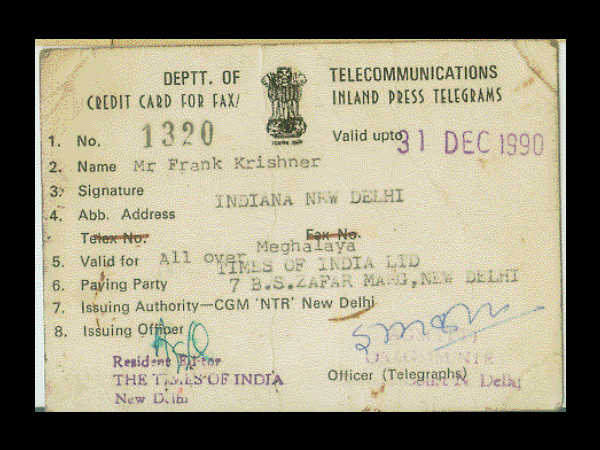 DEPTT. OF TELECOMMUNICATIONS
CREDIT CARD FOR FAX/ INLAND PRESS TELEGRAMS
1. No. 1320 Valid upto 31 DEC 1990
2. Name Mr Frank Krishner
3. Signature
INDIANA NEW DELHI
4. Abb. Address
Telex No. Fax No.
5. Valid for All over Meghalaya
TIMES OF INDIA LTD
6. Paying Party 7 B.S.ZAFAR MARG,NEW DELHI
7. Issuing Authority—CGM 'NTR' New Delhi
8. Issuing Officer
Resident Editor
THE TIMES OF INDIA
New Delhi
Officer (Telegraphs)
Delhi